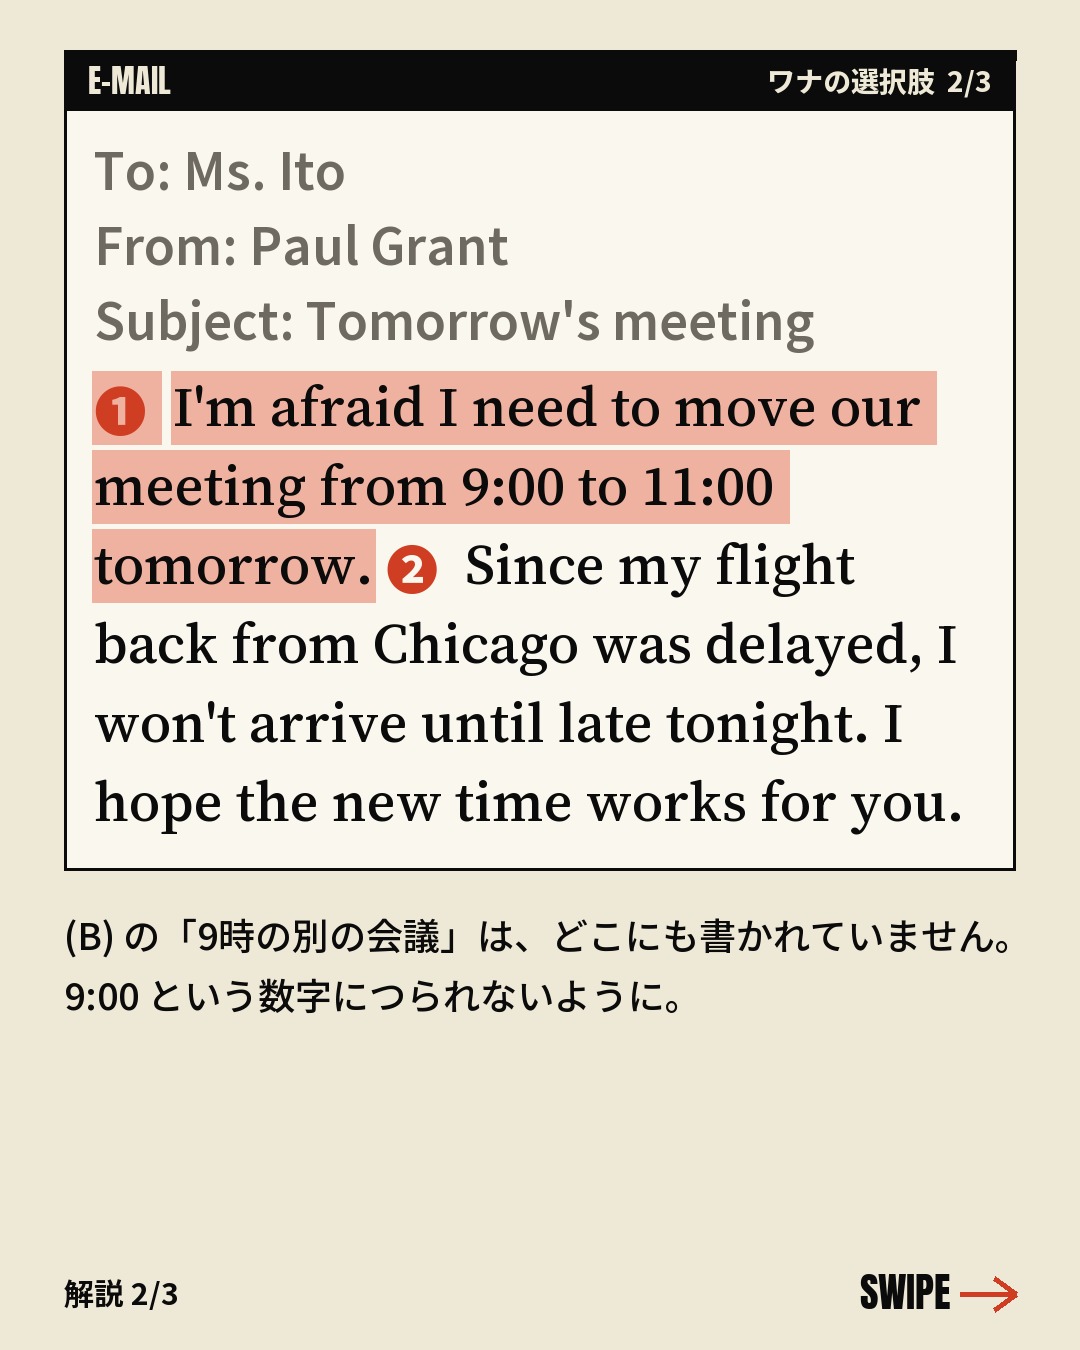 E-MAIL
ワナの選択肢 2/3
To: Ms. Ito
From: Paul Grant
Subject: Tomorrow's meeting
❶ I'm afraid I need to move our
meeting from 9:00 to 11:00
tomorrow. ❷ Since my flight
back from Chicago was delayed, I
won't arrive until late tonight. I
hope the new time works for you.
(B) の「9時の別の会議」は、どこにも書かれていません。
9:00 という数字につられないように。
解説 2/3
SWIPE →